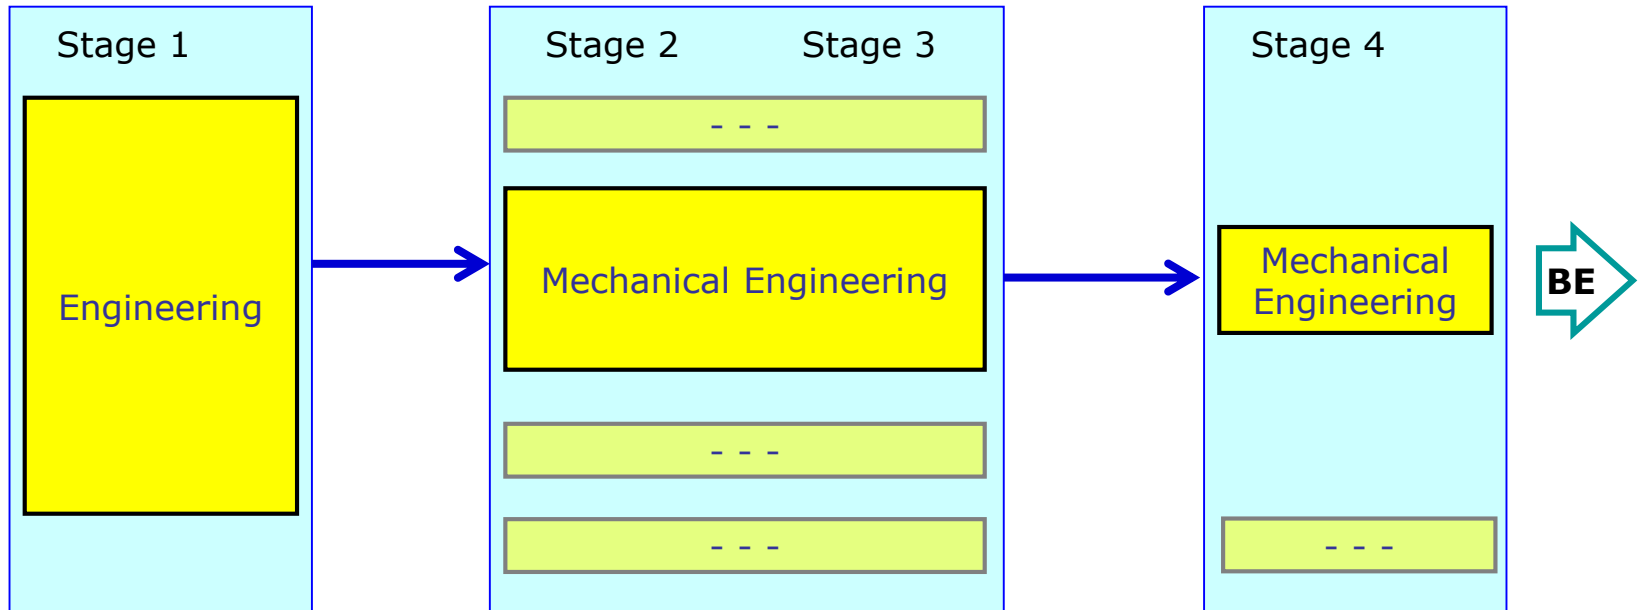 Stage 1
Engineering
Stage 2 Stage 3
- - -
Mechanical Engineering
- - -
- - -
Stage 4
Mechanical
Engineering
- - -
BE